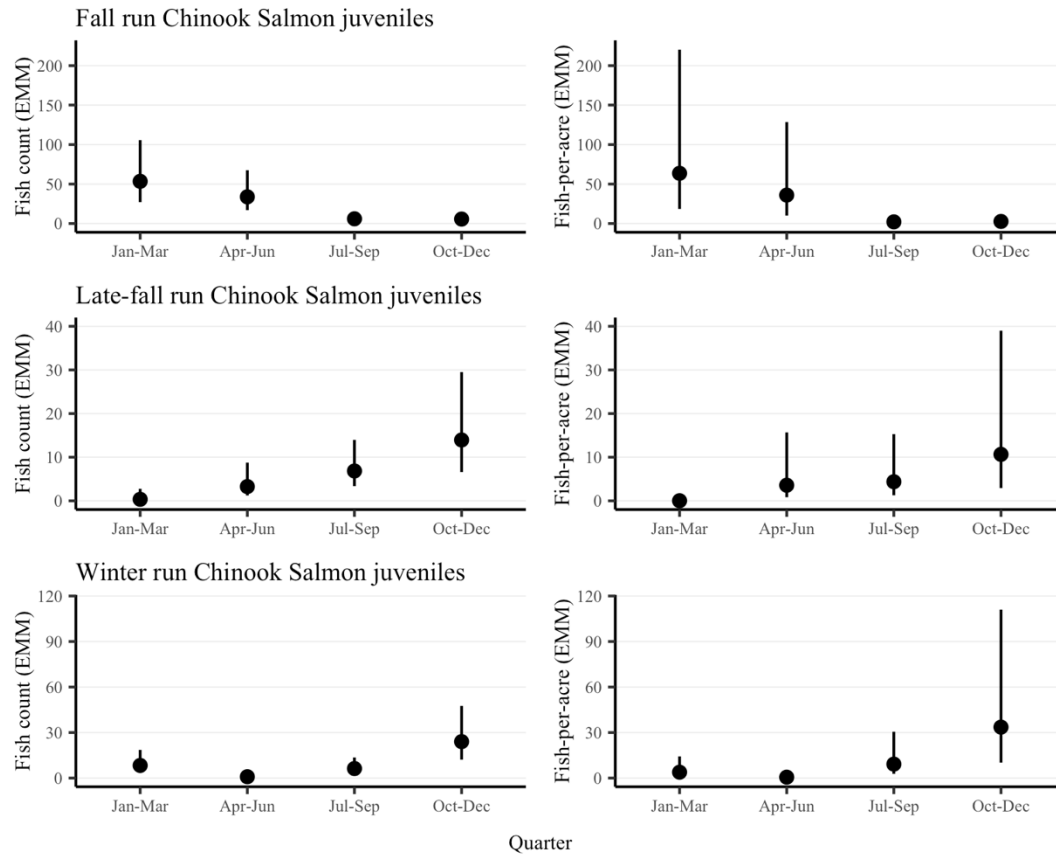 Fall run Chinook Salmon juveniles
Fish count (EMM)
200
150
100
50
0
Jan-Mar Apr-Jun Jul-Sep Oct-Dec
Fish-per-acre (EMM)
200
150
100
50
0
Jan-Mar Apr-Jun Jul-Sep Oct-Dec
Late-fall run Chinook Salmon juveniles
Fish count (EMM)
40
30
20
10
0
Jan-Mar Apr-Jun Jul-Sep Oct-Dec
Fish-per-acre (EMM)
40
30
20
10
0
Jan-Mar Apr-Jun Jul-Sep Oct-Dec
Winter run Chinook Salmon juveniles
Fish count (EMM)
120
90
60
30
0
Jan-Mar Apr-Jun Jul-Sep Oct-Dec
Fish-per-acre (EMM)
120
90
60
30
0
Jan-Mar Apr-Jun Jul-Sep Oct-Dec
Quarter